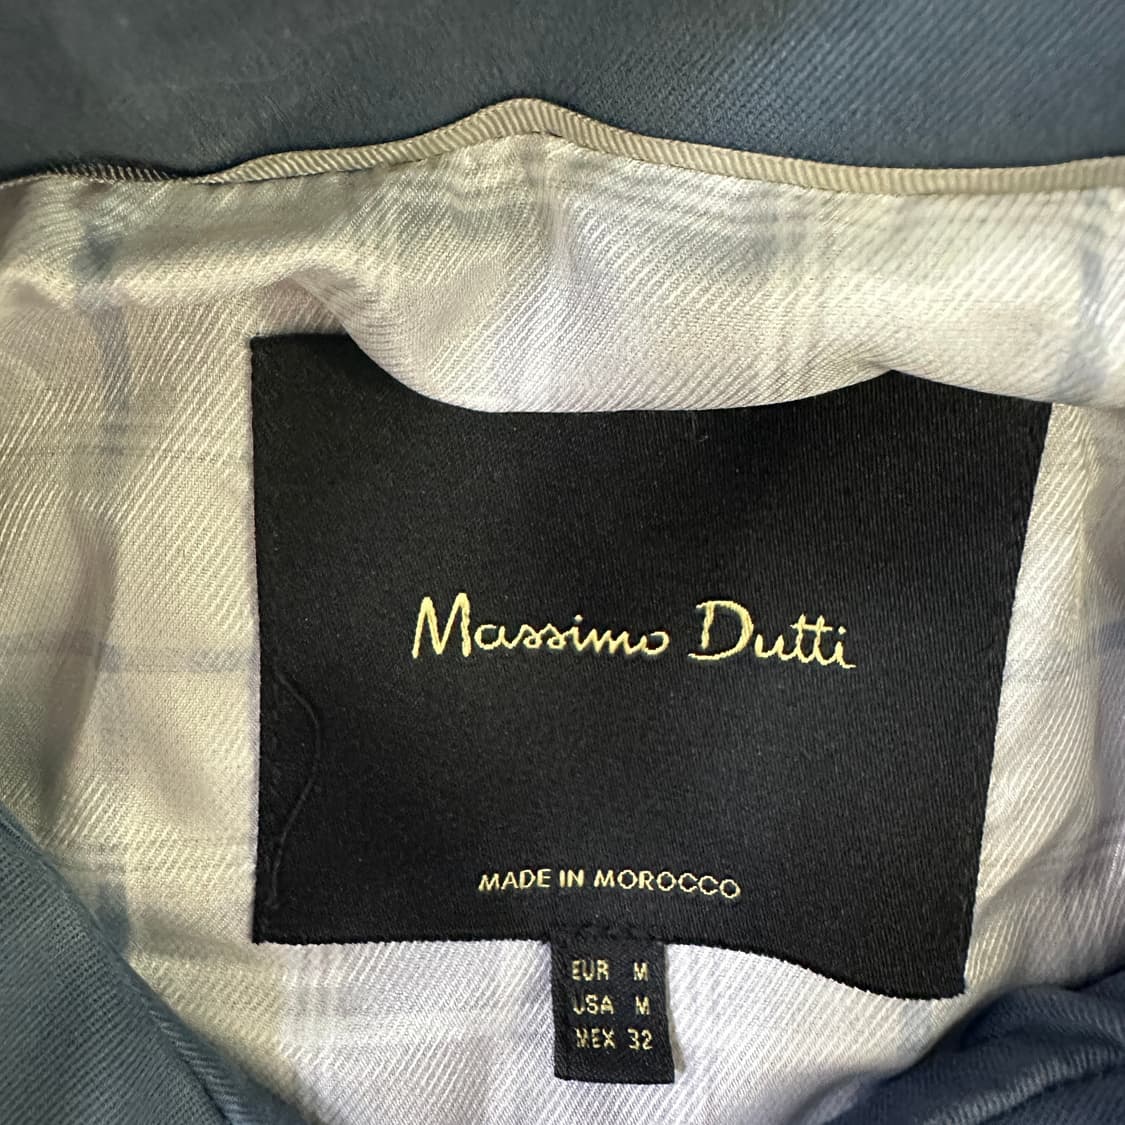 Massimo Dutti
MADE IN MOROCCO
EUR M
USA M
MEX 32